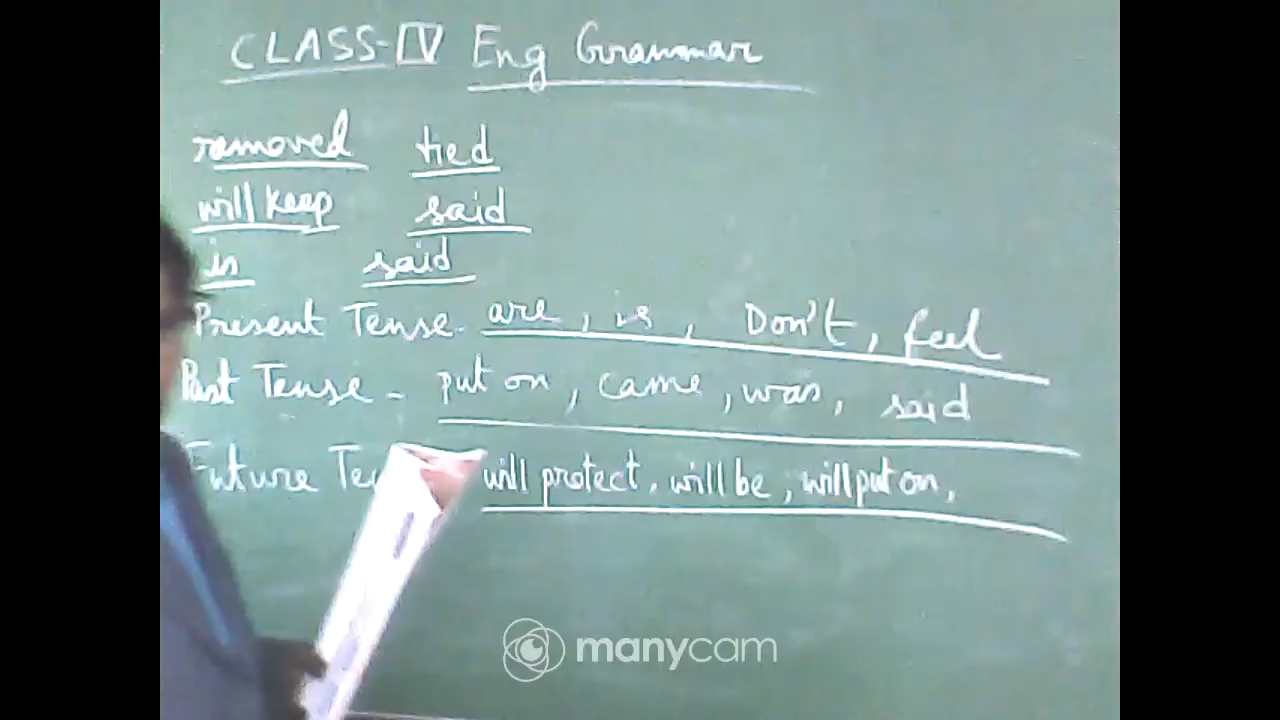 CLASS-IV Eng Grammar
removed tied
will keep said
is said
Present Tense - are, is, Don't, feel
Past Tense - put on, came, was, said
Future Te will protect, will be, will put on,
manycam